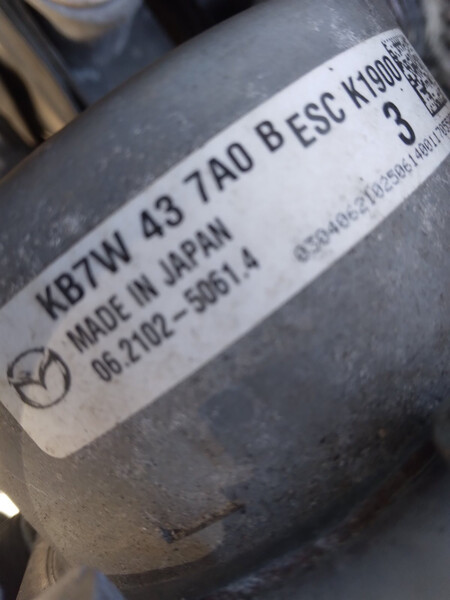 KB7W 43 7A0 B ESC K1900
3
MADE IN JAPAN
06.2102-5061.4